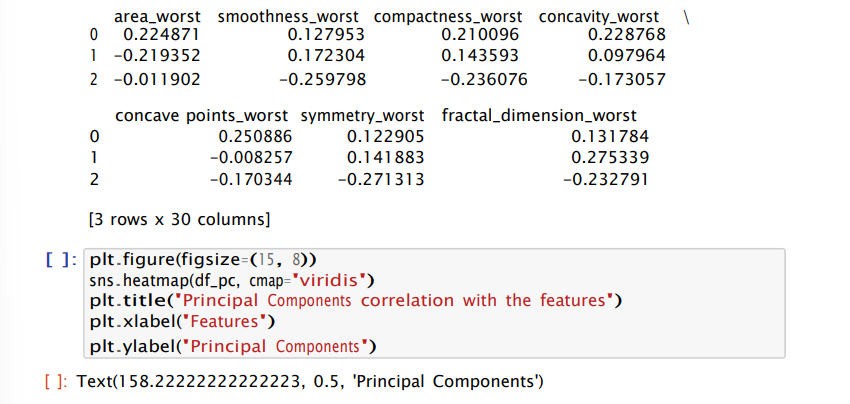 area_worst smoothness_worst compactness_worst concavity_worst \
0 0.224871 0.127953 0.210096 0.228768
1 -0.219352 0.172304 0.143593 0.097964
2 -0.011902 -0.259798 -0.236076 -0.173057
concave points_worst symmetry_worst fractal_dimension_worst
0 0.250886 0.122905 0.131784
1 -0.008257 0.141883 0.275339
2 -0.170344 -0.271313 -0.232791
[3 rows x 30 columns]
[ ]: plt.figure(figsize=(15, 8))
sns.heatmap(df_pc, cmap="viridis")
plt.title("Principal Components correlation with the features")
plt.xlabel("Features")
plt.ylabel("Principal Components")
[ ]: Text(158.22222222222223, 0.5, 'Principal Components')